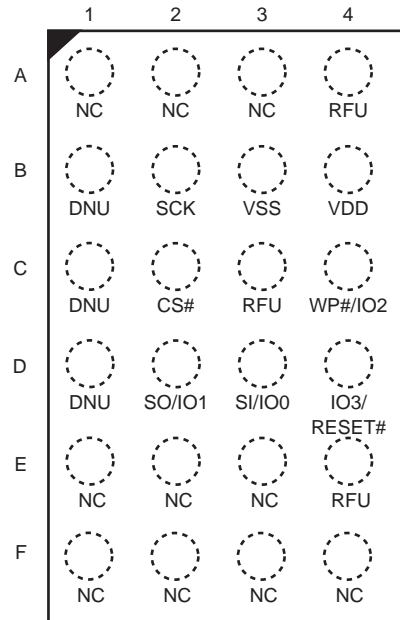 1 2 3 4
A
NC NC NC RFU
B
DNU SCK VSS VDD
C
DNU CS# RFU WP#/IO2
D
DNU SO/IO1 SI/IO0 IO3/
RESET#
E
NC NC NC RFU
F
NC NC NC NC